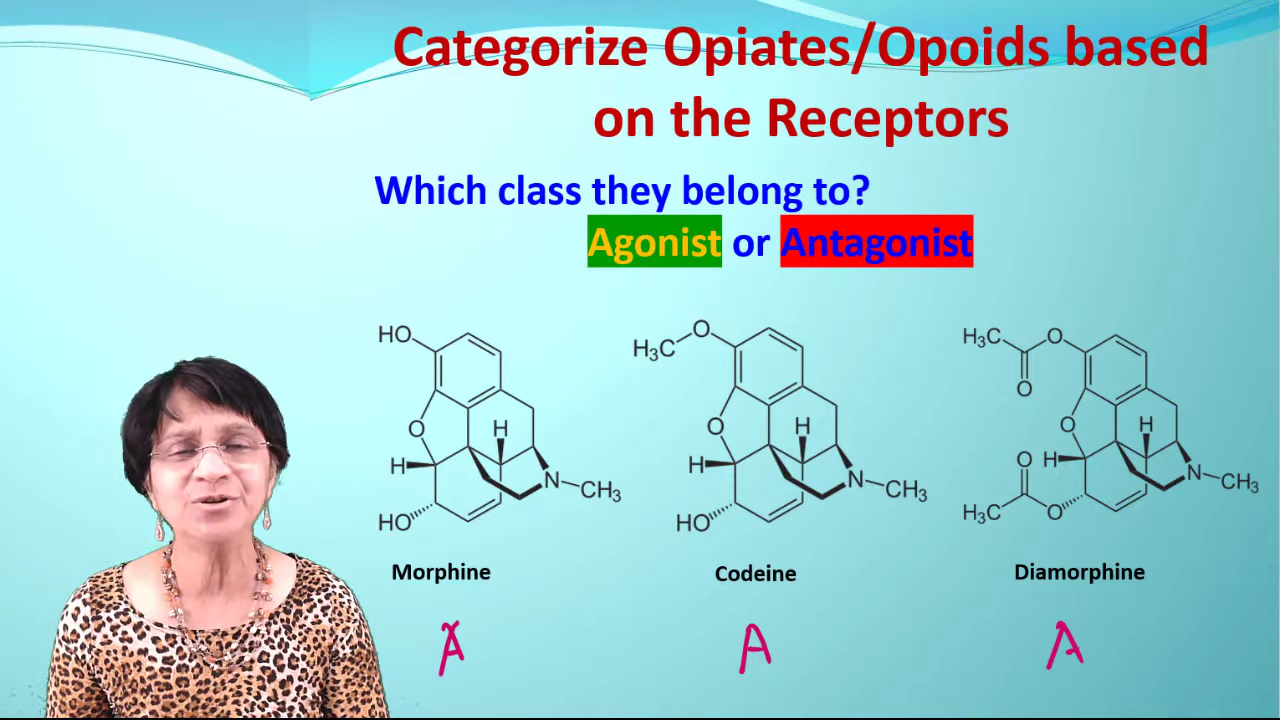 Categorize Opiates/Opoids based
on the Receptors
Which class they belong to?
Agonist or Antagonist
HO
O
H
H
N
CH₃
HO
Morphine
H₃C
O
O
H
H
N
CH₃
HO
Codeine
H₃C
O
O
O
H
O
H
N
CH₃
H₃C
O
Diamorphine
A
A
A